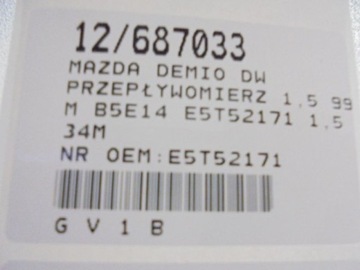 12/687033
MAZDA DEMIO DW
PRZEPŁYWOMIERZ 1,5 99
M B5E14 E5T52171 1,5
34M
NR OEM:E5T52171
G V 1 B